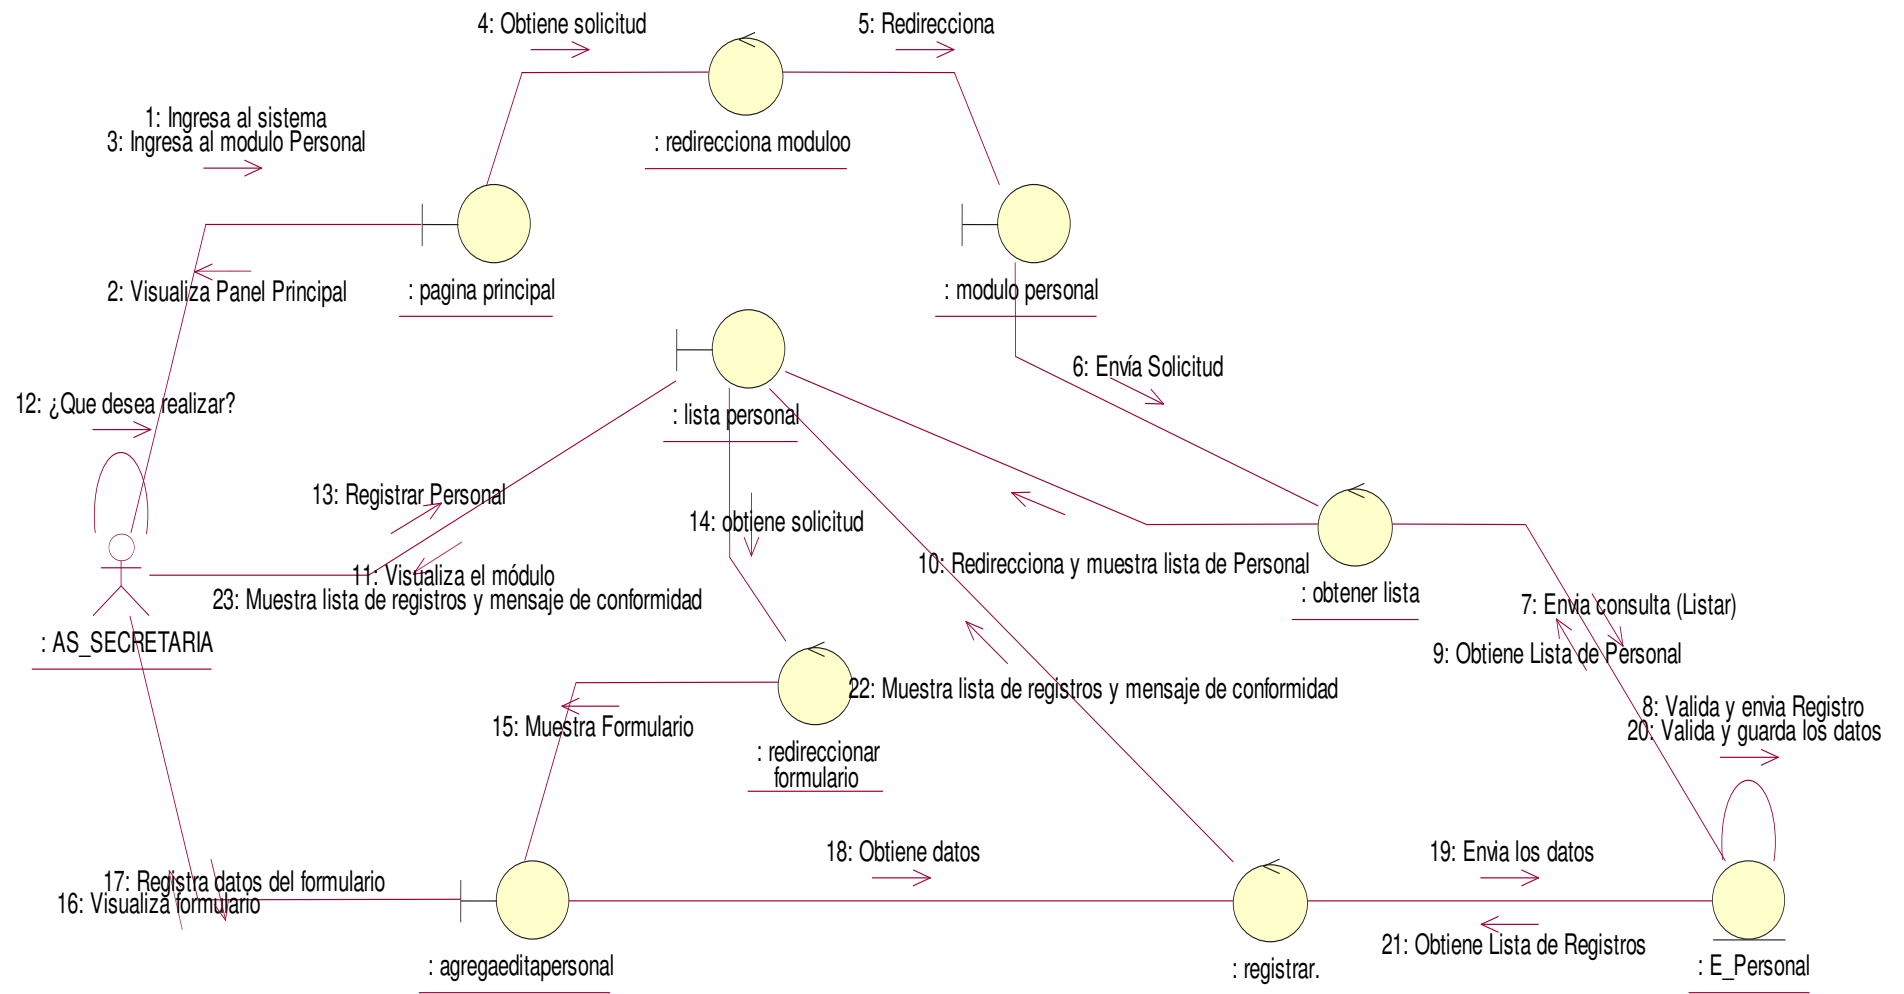 4: Obtiene solicitud
5: Redirecciona
1: Ingresa al sistema
3: Ingresa al modulo Personal
: redirecciona moduloo
2: Visualiza Panel Principal
: pagina principal
: modulo personal
6: Envía Solicitud
12: ¿Que desea realizar?
: lista personal
13: Registrar Personal
14: obtiene solicitud
10: Redirecciona y muestra lista de Personal
11: Visualiza el módulo
23: Muestra lista de registros y mensaje de conformidad
: obtener lista
7: Envia consulta (Listar)
: AS_SECRETARIA
9: Obtiene Lista de Personal
22: Muestra lista de registros y mensaje de conformidad
8: Valida y envia Registro
20: Valida y guarda los datos
15: Muestra Formulario
: redireccionar
formulario
18: Obtiene datos
19: Envia los datos
17: Registra datos del formulario
16: Visualiza formulario
21: Obtiene Lista de Registros
: agregaeditapersonal
: registrar.
: E_Personal